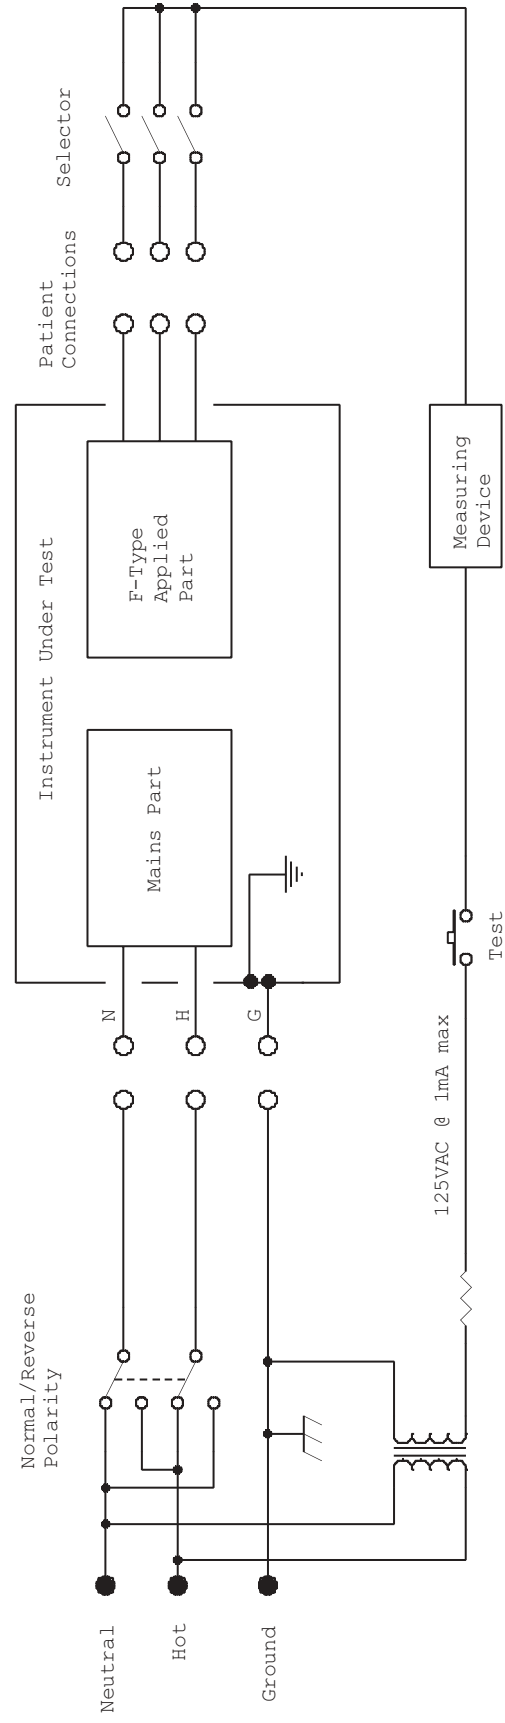 Normal/Reverse
Polarity
Neutral
Hot
Ground
N
H
G
Instrument Under Test
Mains Part
F-Type
Applied
Part
Patient
Connections
Selector
125VAC @ 1mA max
Test
Measuring
Device